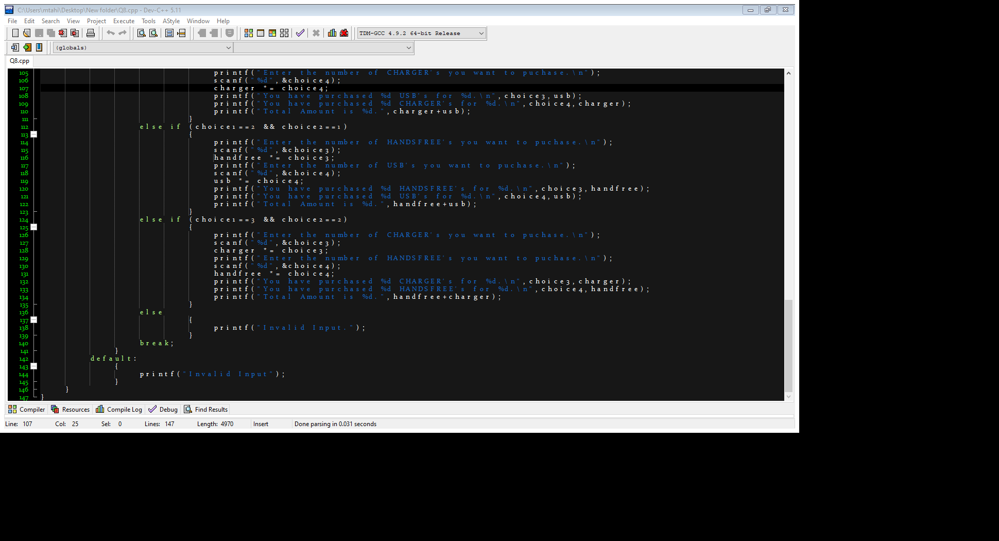 C:\Users\mtahi\Desktop\New folder\Q8.cpp - Dev-C++ 5.11
File Edit Search View Project Execute Tools AStyle Window Help
TDM-GCC 4.9.2 64-bit Release
(globals)
Q8.cpp
105 printf("Enter the number of CHARGER's you want to puchase.\n");
106 scanf("%d",&choice4);
107 charger *= choice4;
108 printf("You have purchased %d USB's for %d.\n",choice3,usb);
109 printf("You have purchased %d CHARGER's for %d.\n",choice4,charger);
110 printf("Total Amount is %d.",charger+usb);
111 }
112 else if (choice1==2 && choice2==1)
113 {
114 printf("Enter the number of HANDSFREE's you want to puchase.\n");
115 scanf("%d",&choice3);
116 handfree *= choice3;
117 printf("Enter the number of USB's you want to puchase.\n");
118 scanf("%d",&choice4);
119 usb *= choice4;
120 printf("You have purchased %d HANDSFREE's for %d.\n",choice3,handfree);
121 printf("You have purchased %d USB's for %d.\n",choice4,usb);
122 printf("Total Amount is %d.",handfree+usb);
123 }
124 else if (choice1==3 && choice2==2)
125 {
126 printf("Enter the number of CHARGER's you want to puchase.\n");
127 scanf("%d",&choice3);
128 charger *= choice3;
129 printf("Enter the number of HANDSFREE's you want to puchase.\n");
130 scanf("%d",&choice4);
131 handfree *= choice4;
132 printf("You have purchased %d CHARGER's for %d.\n",choice3,charger);
133 printf("You have purchased %d HANDSFREE's for %d.\n",choice4,handfree);
134 printf("Total Amount is %d.",handfree+charger);
135 }
136 else
137 {
138 printf("Invalid Input.");
139 }
140 break;
141 }
142 default:
143 {
144 printf("Invalid Input");
145 }
146 }
147 }
Compiler Resources Compile Log Debug Find Results
Line: 107 Col: 25 Sel: 0 Lines: 147 Length: 4970 Insert Done parsing in 0.031 seconds